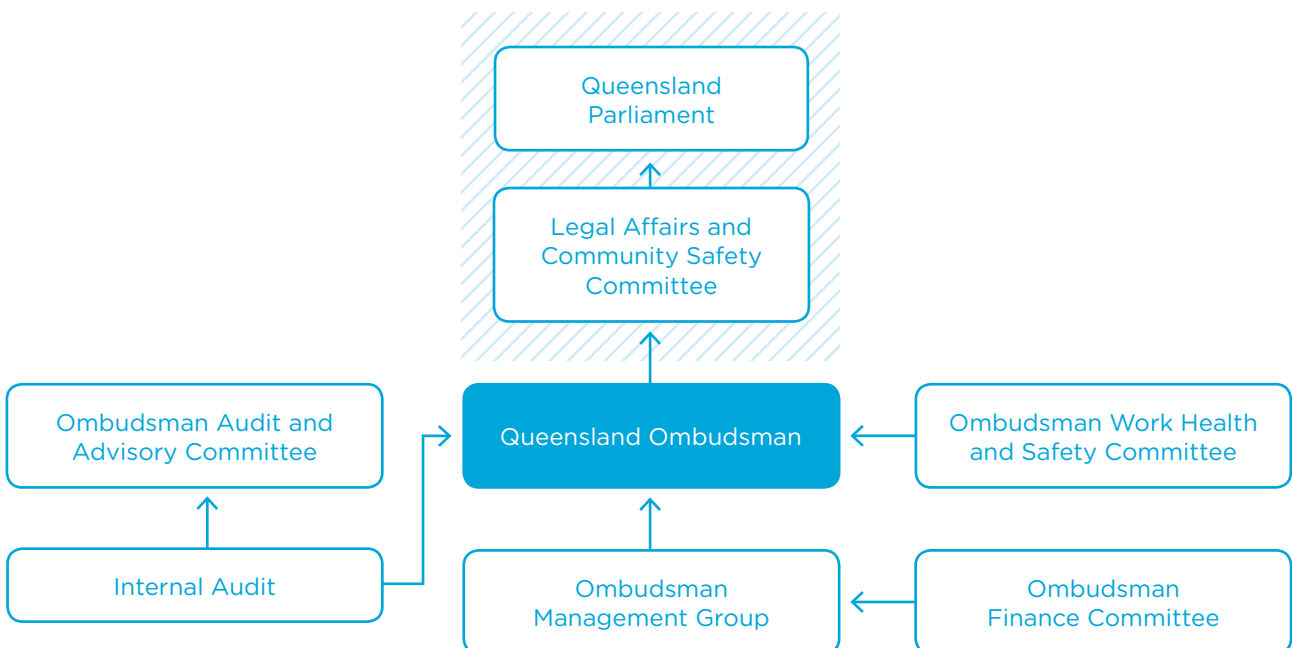 Queensland
Parliament
Legal Affairs and
Community Safety
Committee
Ombudsman Audit and
Advisory Committee
Queensland Ombudsman
Ombudsman Work Health
and Safety Committee
Internal Audit
Ombudsman
Management Group
Ombudsman
Finance Committee